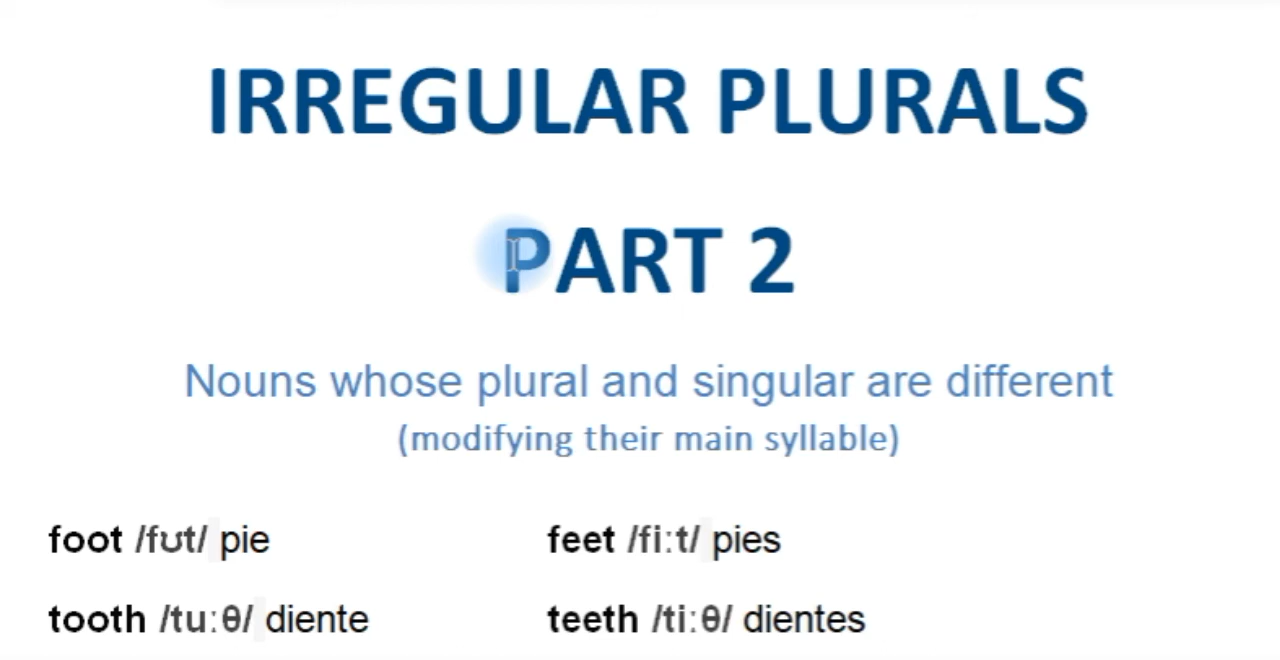 IRREGULAR PLURALS
PART 2
Nouns whose plural and singular are different
(modifying their main syllable)
foot /fʊt/ pie feet /fiːt/ pies
tooth /tuːθ/ diente teeth /tiːθ/ dientes